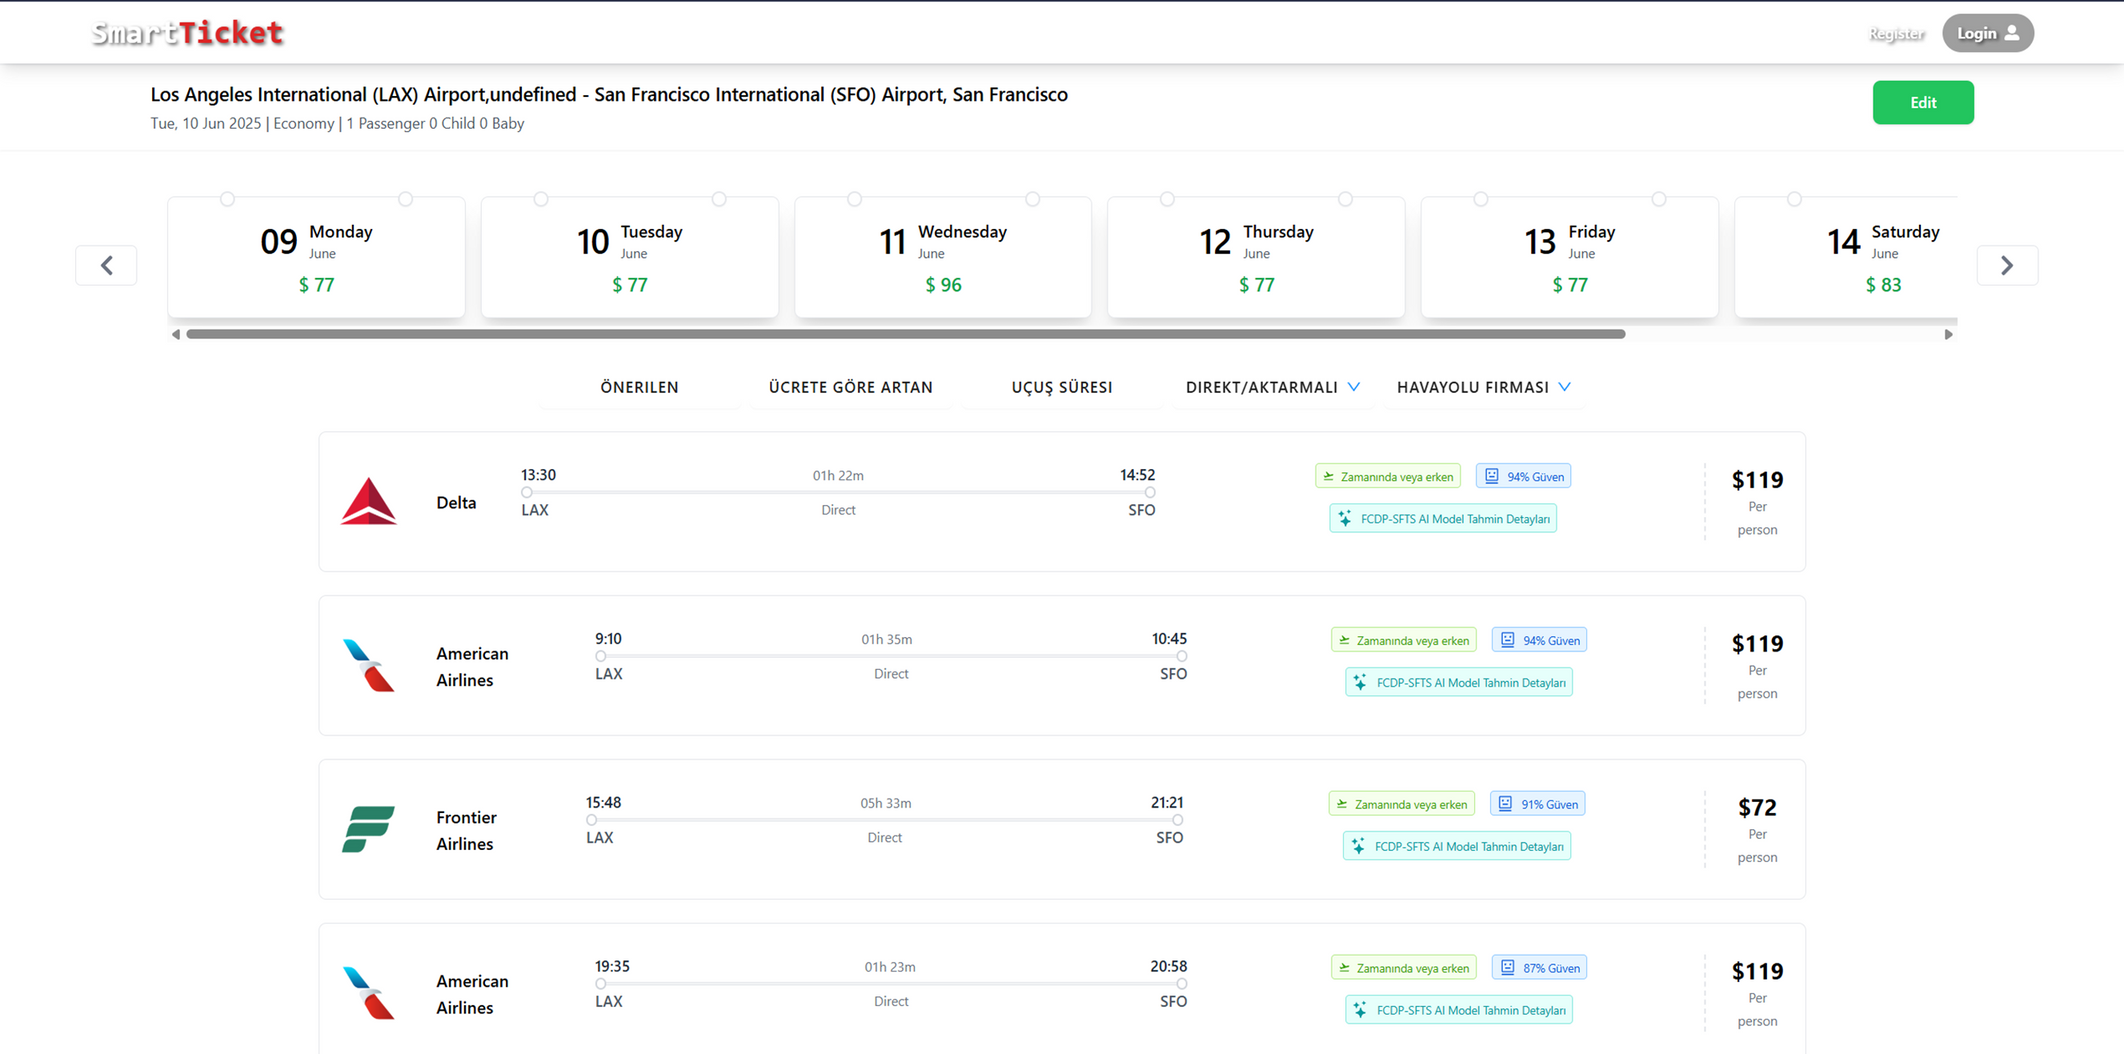 SmartTicket
Register
Login
Los Angeles International (LAX) Airport,undefined - San Francisco International (SFO) Airport, San Francisco
Edit
Tue, 10 Jun 2025 | Economy | 1 Passenger 0 Child 0 Baby
09 Monday
June
$ 77
10 Tuesday
June
$ 77
11 Wednesday
June
$ 96
12 Thursday
June
$ 77
13 Friday
June
$ 77
14 Saturday
June
$ 83
ÖNERILEN
ÜCRETE GÖRE ARTAN
UÇUŞ SÜRESI
DIREKT/AKTARMALI
HAVAYOLU FIRMASI
Delta
13:30
01h 22m
14:52
LAX
Direct
SFO
Zamanında veya erken
94% Güven
FCDP-SFTS AI Model Tahmin Detayları
$119
Per
person
American
Airlines
9:10
01h 35m
10:45
LAX
Direct
SFO
Zamanında veya erken
94% Güven
FCDP-SFTS AI Model Tahmin Detayları
$119
Per
person
Frontier
Airlines
15:48
05h 33m
21:21
LAX
Direct
SFO
Zamanında veya erken
91% Güven
FCDP-SFTS AI Model Tahmin Detayları
$72
Per
person
American
Airlines
19:35
01h 23m
20:58
LAX
Direct
SFO
Zamanında veya erken
87% Güven
FCDP-SFTS AI Model Tahmin Detayları
$119
Per
person